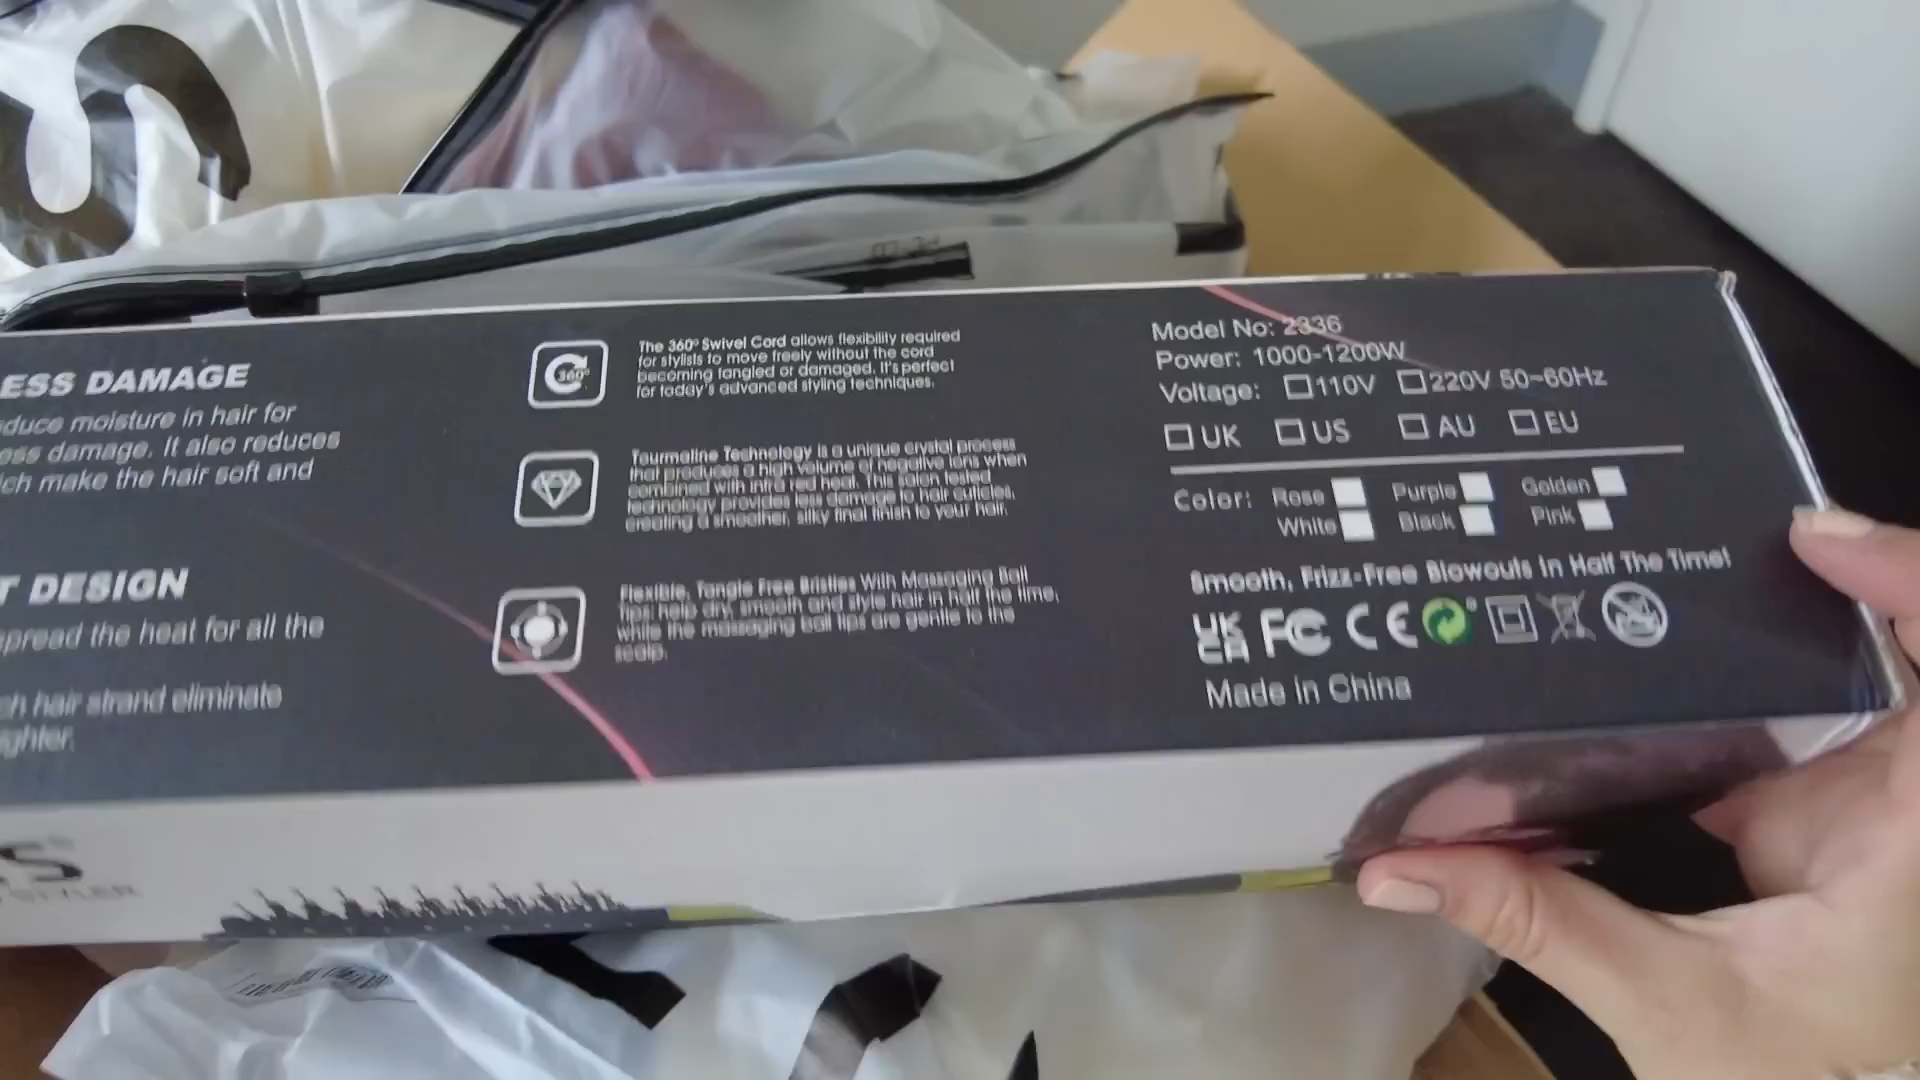 ESS DAMAGE
duce moisture in hair for
oss damage. It also reduces
ich make the hair soft and
T DESIGN
spread the heat for all the
ch hair strand eliminate
ighter.
360°
The 360° Swivel Cord allows flexibility required
for stylists to move freely without the cord
becoming tangled or damaged. It's perfect
for today's advanced styling techniques.
Tourmaline Technology is a unique crystal process
that produces a high volume of negative ions when
combined with infra red heat. This salon tested
technology provides less damage to hair cuticles,
creating a smoother, silky final finish to your hair.
Flexible, Tangle Free Bristles With Massaging Ball
Tips help dry, smooth and style hair in half the time,
while the massaging ball tips are gentle to the
scalp.
Model No: 2336
Power: 1000-1200W
Voltage: □110V □220V 50~60Hz
□ UK □ US □ AU □ EU
Color: Rose Purple Golden
White Black Pink
Smooth, Frizz-Free Blowouts In Half The Time!
UK CA FC CE
Made in China
S®
STYLER